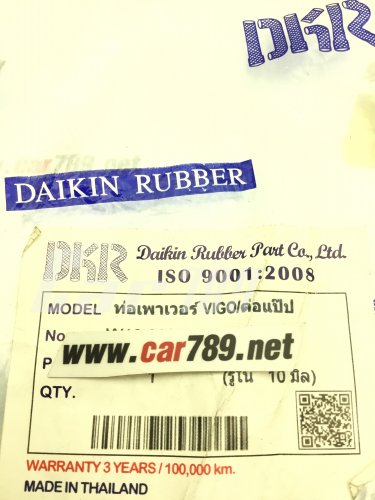 DKR
car789.net
DAIKIN RUBBER
DKR Daikin Rubber Part Co., Ltd.
ISO 9001:2008
MODEL ท่อเพาเวอร์ VIGO/ต่อแป๊ป
No
www.car789.net
P 1 (รูใน 10 มิล)
QTY.
WARRANTY 3 YEARS / 100,000 km.
MADE IN THAILAND